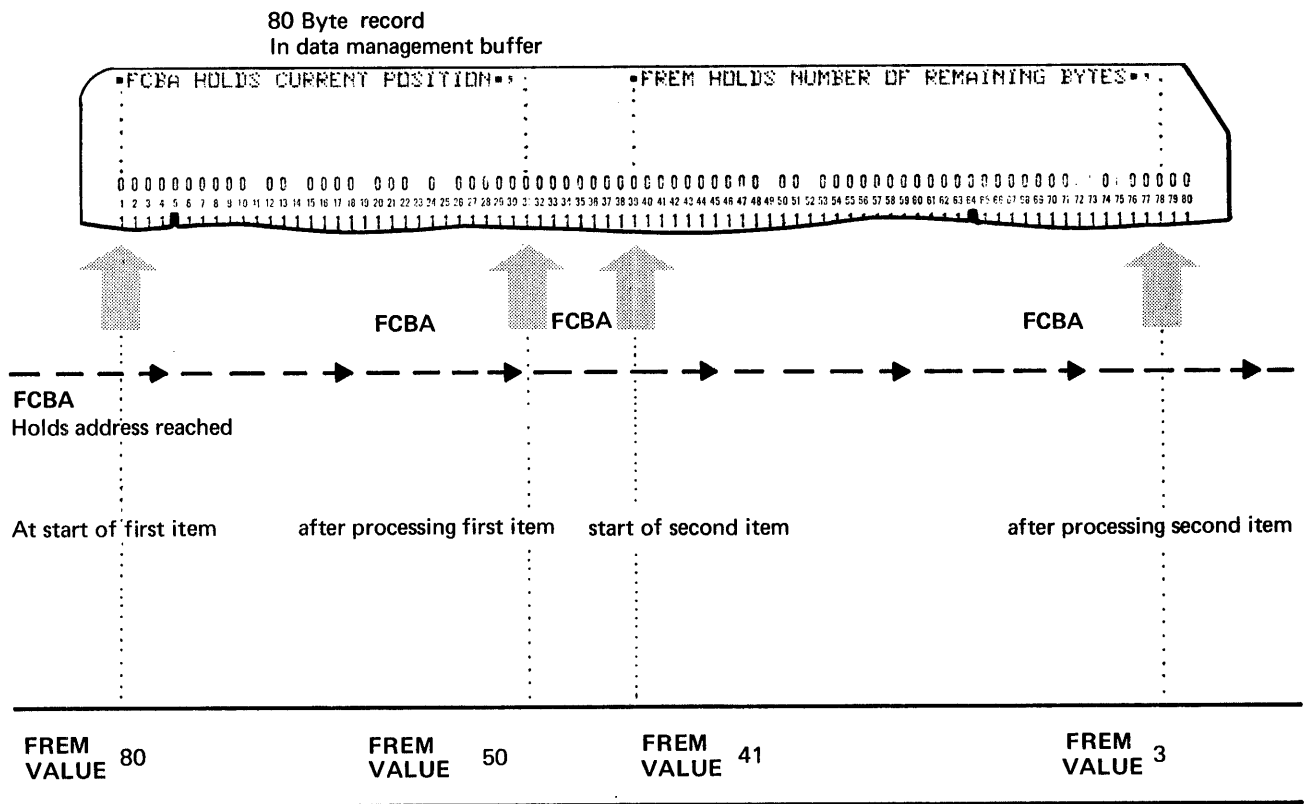 80 Byte record
In data management buffer
▪FCBA HOLDS CURRENT POSITION▪, ▪FREM HOLDS NUMBER OF REMAINING BYTES▪,
1 2 3 4 5 6 7 8 9 10 11 12 13 14 15 16 17 18 19 20 21 22 23 24 25 26 27 28 29 30 31 32 33 34 35 36 37 38 39 40 41 42 43 44 45 46 47 48 49 50 51 52 53 54 55 56 57 58 59 60 61 62 63 64 65 66 67 68 69 70 71 72 73 74 75 76 77 78 79 80
FCBA FCBA FCBA
FCBA
Holds address reached
At start of first item after processing first item start of second item after processing second item
FREM VALUE 80 FREM VALUE 50 FREM VALUE 41 FREM VALUE 3